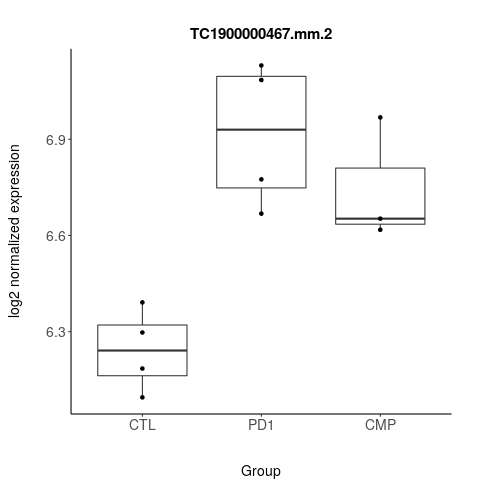 TC1900000467.mm.2
log2 normalized expression
6.9
6.6
6.3
CTL PD1 CMP
Group